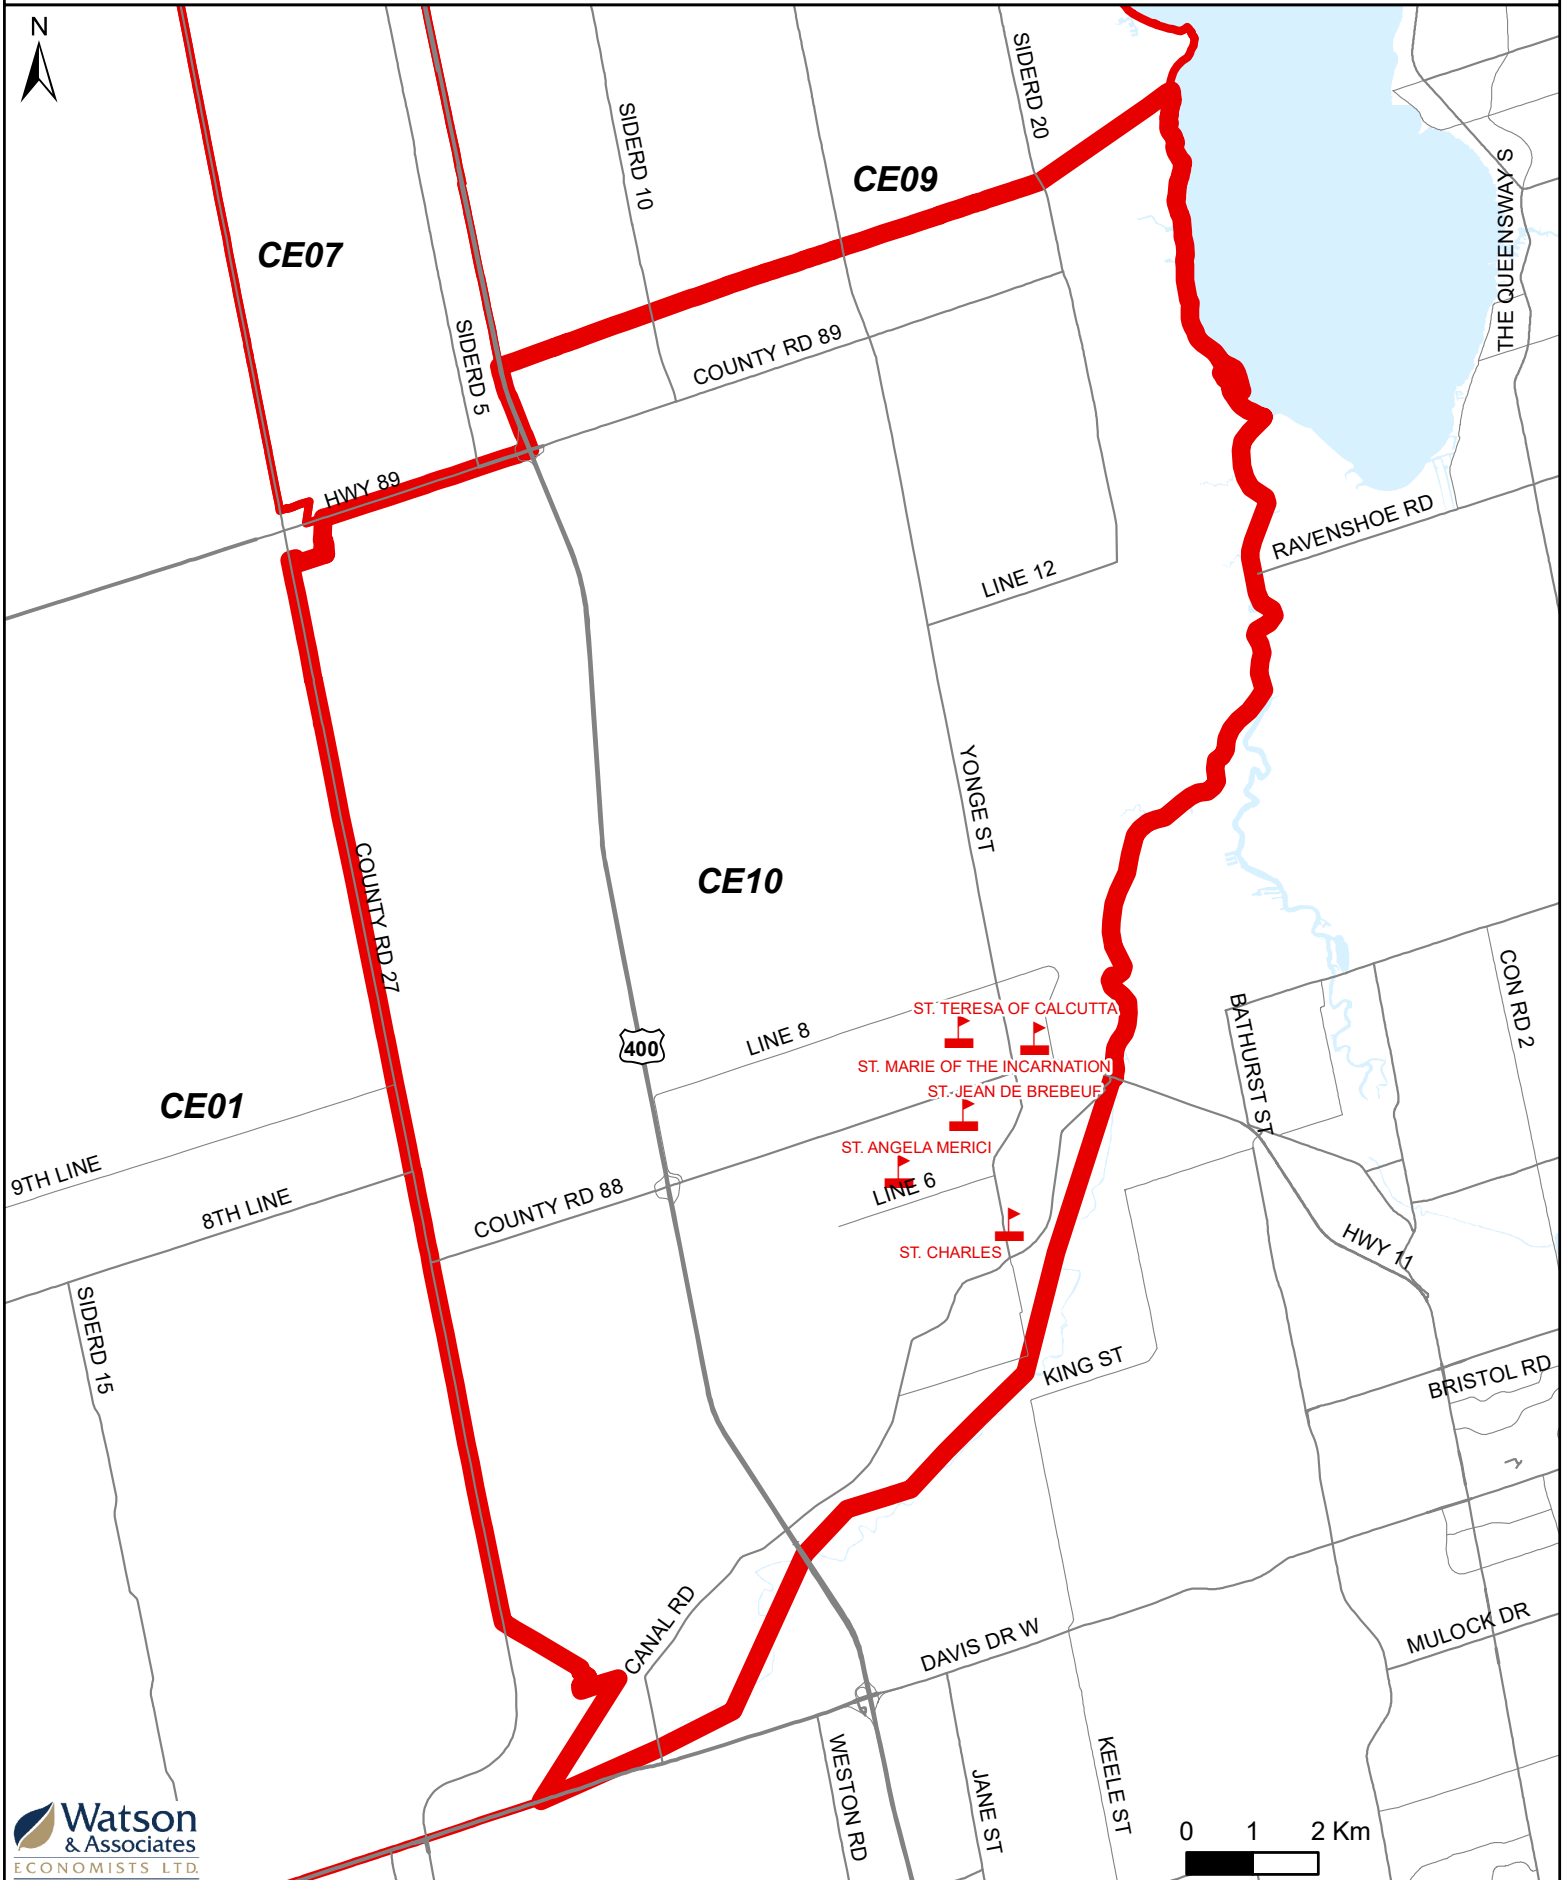 N
SIDERD 20
SIDERD 10
CE09
THE QUEENSWAY S
CE07
SIDERD 5
COUNTY RD 89
HWY 89
RAVENSHOE RD
LINE 12
YONGE ST
COUNTY RD 27
CE10
CON RD 2
BATHURST ST
ST. TERESA OF CALCUTTA
400
LINE 8
ST. MARIE OF THE INCARNATION
ST. JEAN DE BREBEUF
CE01
ST. ANGELA MERICI
9TH LINE
8TH LINE
COUNTY RD 88
LINE 6
ST. CHARLES
HWY 11
SIDERD 15
KING ST
BRISTOL RD
CANAL RD
DAVIS DR W
MULOCK DR
WESTON RD
JANE ST
KEELE ST
Watson
& Associates
ECONOMISTS LTD.
0 1 2 Km